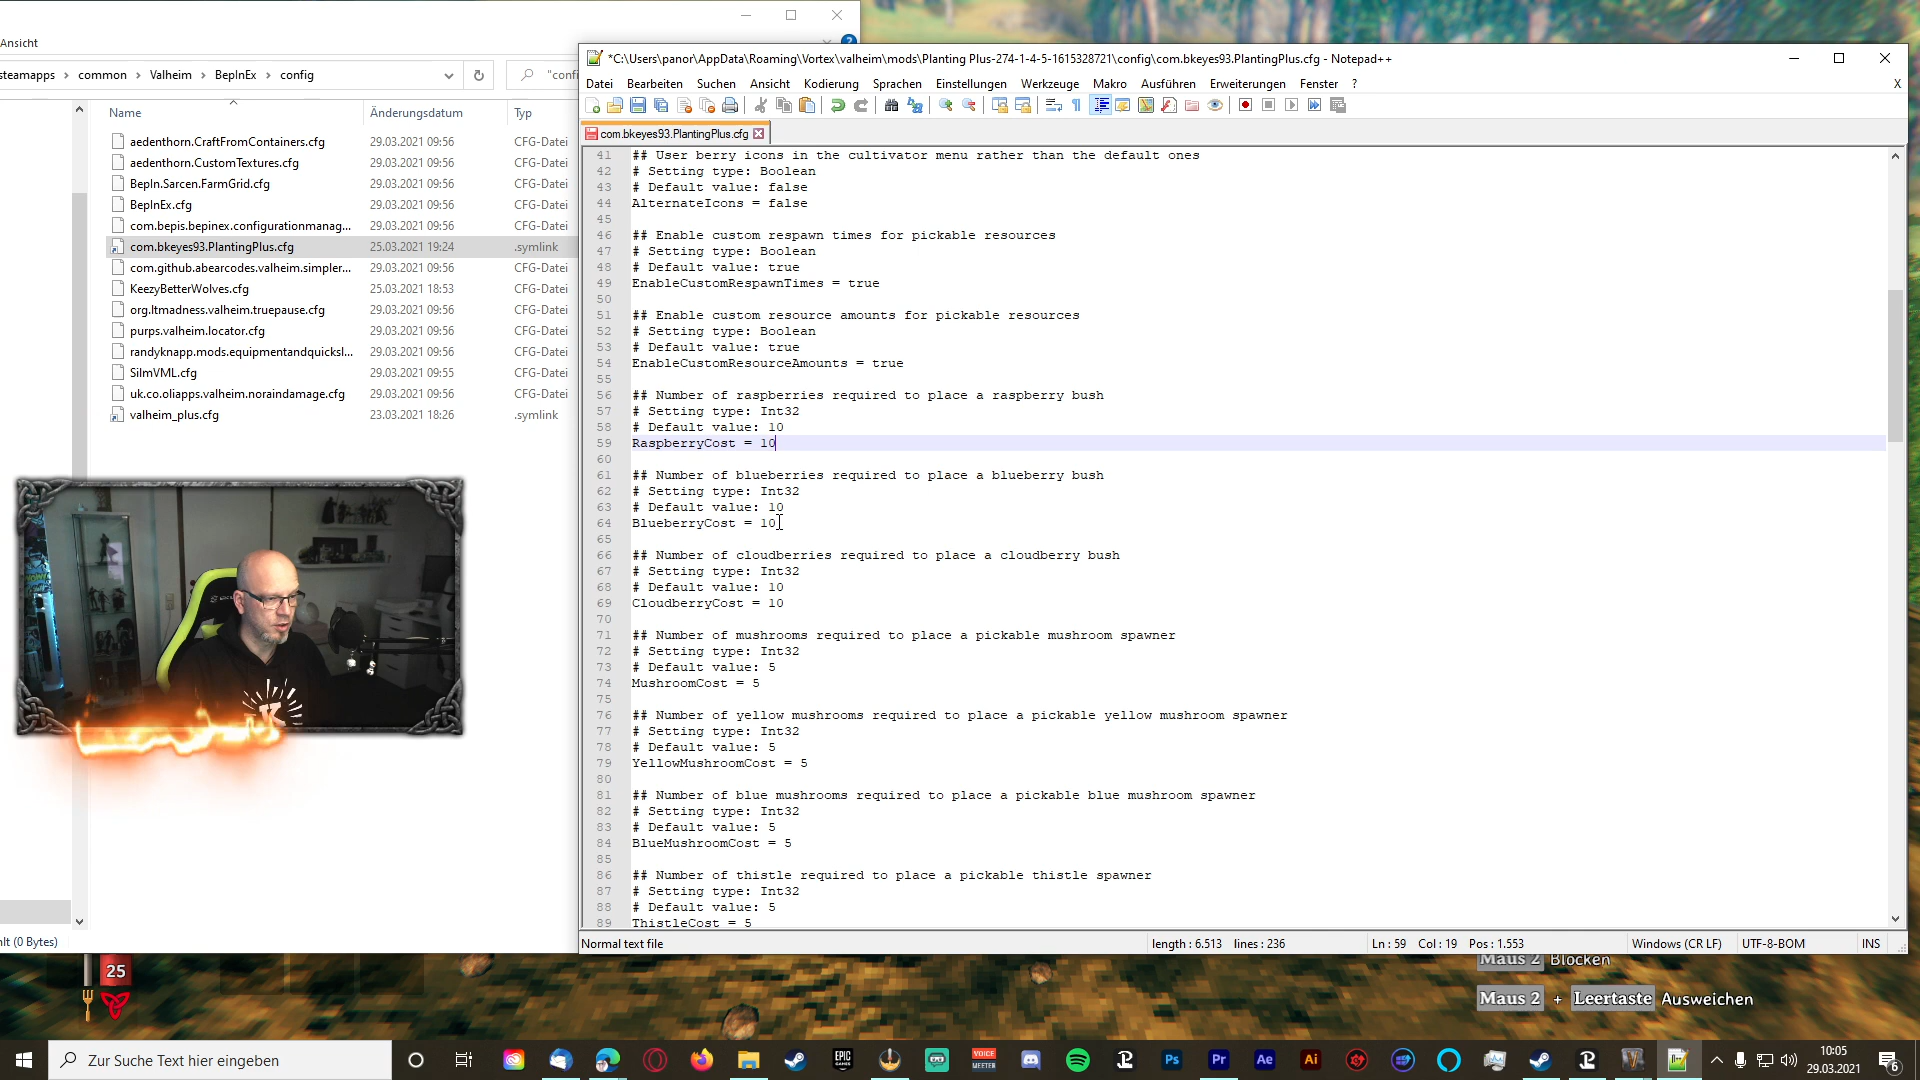 Ansicht
steamapps › common › Valheim › BepInEx › config
"confi
Name Änderungsdatum Typ
aedenthorn.CraftFromContainers.cfg 29.03.2021 09:56 CFG-Datei
aedenthorn.CustomTextures.cfg 29.03.2021 09:56 CFG-Datei
BepIn.Sarcen.FarmGrid.cfg 29.03.2021 09:56 CFG-Datei
BepInEx.cfg 29.03.2021 09:56 CFG-Datei
com.bepis.bepinex.configurationmanag... 29.03.2021 09:56 CFG-Datei
com.bkeyes93.PlantingPlus.cfg 25.03.2021 19:24 .symlink
com.github.abearcodes.valheim.simpler... 29.03.2021 09:56 CFG-Datei
KeezyBetterWolves.cfg 25.03.2021 18:53 CFG-Datei
org.ltmadness.valheim.truepause.cfg 29.03.2021 09:56 CFG-Datei
purps.valheim.locator.cfg 29.03.2021 09:56 CFG-Datei
randyknapp.mods.equipmentandquicksl... 29.03.2021 09:56 CFG-Datei
SilmVML.cfg 29.03.2021 09:55 CFG-Datei
uk.co.oliapps.valheim.noraindamage.cfg 29.03.2021 09:56 CFG-Datei
valheim_plus.cfg 23.03.2021 18:26 .symlink
(0 Bytes)
*C:\Users\panor\AppData\Roaming\Vortex\valheim\mods\Planting Plus-274-1-4-5-1615328721\config\com.bkeyes93.PlantingPlus.cfg - Notepad++
Datei Bearbeiten Suchen Ansicht Kodierung Sprachen Einstellungen Werkzeuge Makro Ausführen Erweiterungen Fenster ? X
com.bkeyes93.PlantingPlus.cfg
41 ## User berry icons in the cultivator menu rather than the default ones
42 # Setting type: Boolean
43 # Default value: false
44 AlternateIcons = false
45
46 ## Enable custom respawn times for pickable resources
47 # Setting type: Boolean
48 # Default value: true
49 EnableCustomRespawnTimes = true
50
51 ## Enable custom resource amounts for pickable resources
52 # Setting type: Boolean
53 # Default value: true
54 EnableCustomResourceAmounts = true
55
56 ## Number of raspberries required to place a raspberry bush
57 # Setting type: Int32
58 # Default value: 10
59 RaspberryCost = 10
60
61 ## Number of blueberries required to place a blueberry bush
62 # Setting type: Int32
63 # Default value: 10
64 BlueberryCost = 10
65
66 ## Number of cloudberries required to place a cloudberry bush
67 # Setting type: Int32
68 # Default value: 10
69 CloudberryCost = 10
70
71 ## Number of mushrooms required to place a pickable mushroom spawner
72 # Setting type: Int32
73 # Default value: 5
74 MushroomCost = 5
75
76 ## Number of yellow mushrooms required to place a pickable yellow mushroom spawner
77 # Setting type: Int32
78 # Default value: 5
79 YellowMushroomCost = 5
80
81 ## Number of blue mushrooms required to place a pickable blue mushroom spawner
82 # Setting type: Int32
83 # Default value: 5
84 BlueMushroomCost = 5
85
86 ## Number of thistle required to place a pickable thistle spawner
87 # Setting type: Int32
88 # Default value: 5
89 ThistleCost = 5
Normal text file length : 6.513 lines : 236 Ln : 59 Col : 19 Pos : 1.553 Windows (CR LF) UTF-8-BOM INS
25
Maus 2 Blocken
Maus 2 + Leertaste Ausweichen
Zur Suche Text hier eingeben
EPIC GAMES
VOICE MEETER
Ps
Pr
Ae
Ai
10:05
29.03.2021
6